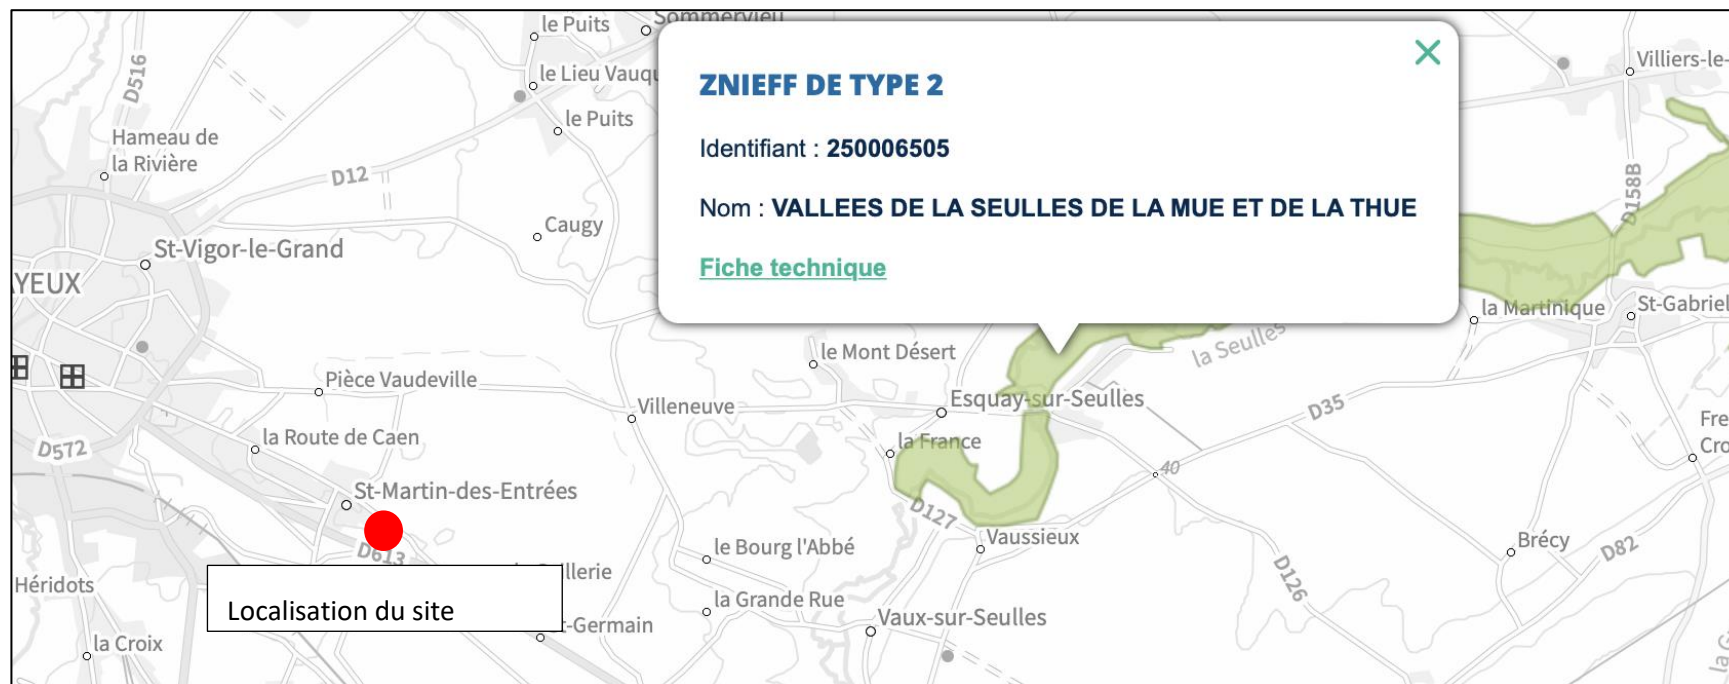 le Puits
Sommervieu
D516
le Lieu Vauqu
ZNIEFF DE TYPE 2
Villiers-le-
le Puits
Hameau de
la Rivière
Identifiant : 250006505
D12
D158B
Nom : VALLEES DE LA SEULLES DE LA MUE ET DE LA THUE
Caugy
St-Vigor-le-Grand
Fiche technique
YEUX
la Martinique
St-Gabriel
la Seulles
le Mont Désert
Pièce Vaudeville
Villeneuve
Esquay-sur-Seulles
D35
Fre
Cro
la Route de Caen
D572
la France
40
St-Martin-des-Entrées
D127
D613
Vaussieux
le Bourg l'Abbé
Brécy
D82
llerie
Héridots
D126
Localisation du site
la Grande Rue
Vaux-sur-Seulles
-Germain
la Croix